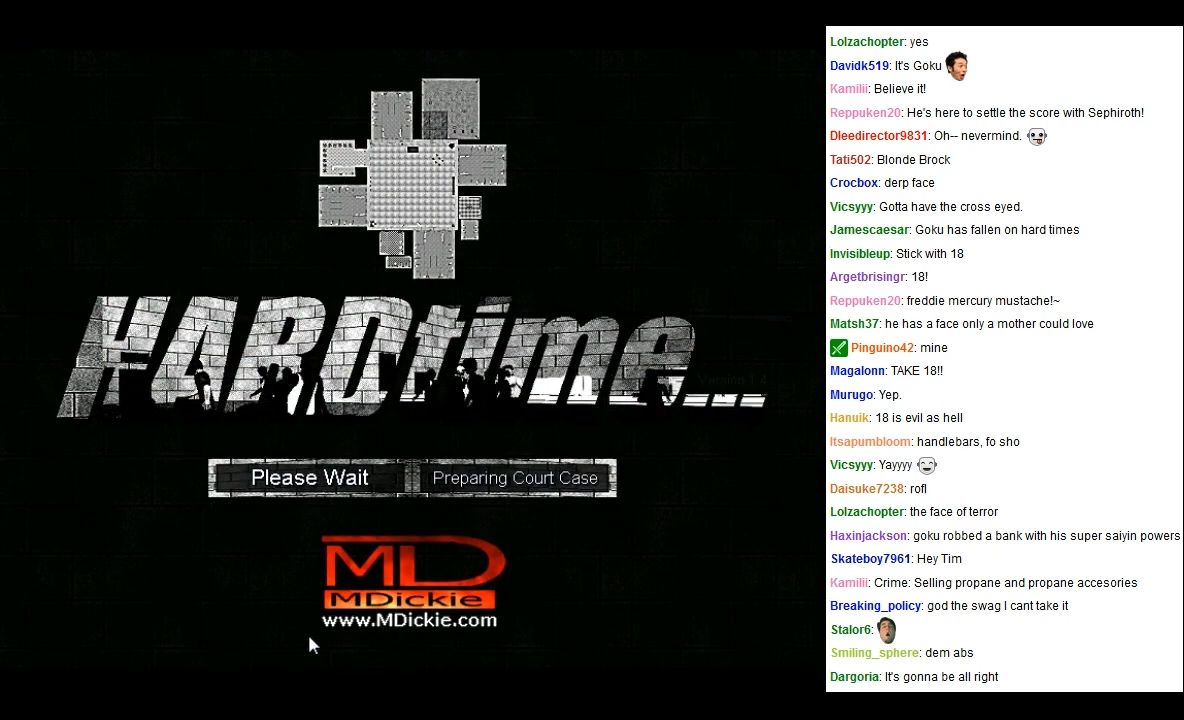 HARDtime...
Version 1.4
Please Wait
Preparing Court Case
MD
MDickie
www.MDickie.com
Lolzachopter: yes
Davidk519: It's Goku
Kamilii: Believe it!
Reppuken20: He's here to settle the score with Sephiroth!
Dleedirector9831: Oh-- nevermind.
Tati502: Blonde Brock
Crocbox: derp face
Vicsyyy: Gotta have the cross eyed.
Jamescaesar: Goku has fallen on hard times
Invisibleup: Stick with 18
Argetbrisingr: 18!
Reppuken20: freddie mercury mustache!~
Matsh37: he has a face only a mother could love
Pinguino42: mine
Magalonn: TAKE 18!!
Murugo: Yep.
Hanuik: 18 is evil as hell
Itsapumbloom: handlebars, fo sho
Vicsyyy: Yayyyy
Daisuke7238: rofl
Lolzachopter: the face of terror
Haxinjackson: goku robbed a bank with his super saiyin powers
Skateboy7961: Hey Tim
Kamilii: Crime: Selling propane and propane accesories
Breaking_policy: god the swag I cant take it
Stalor6:
Smiling_sphere: dem abs
Dargoria: It's gonna be all right